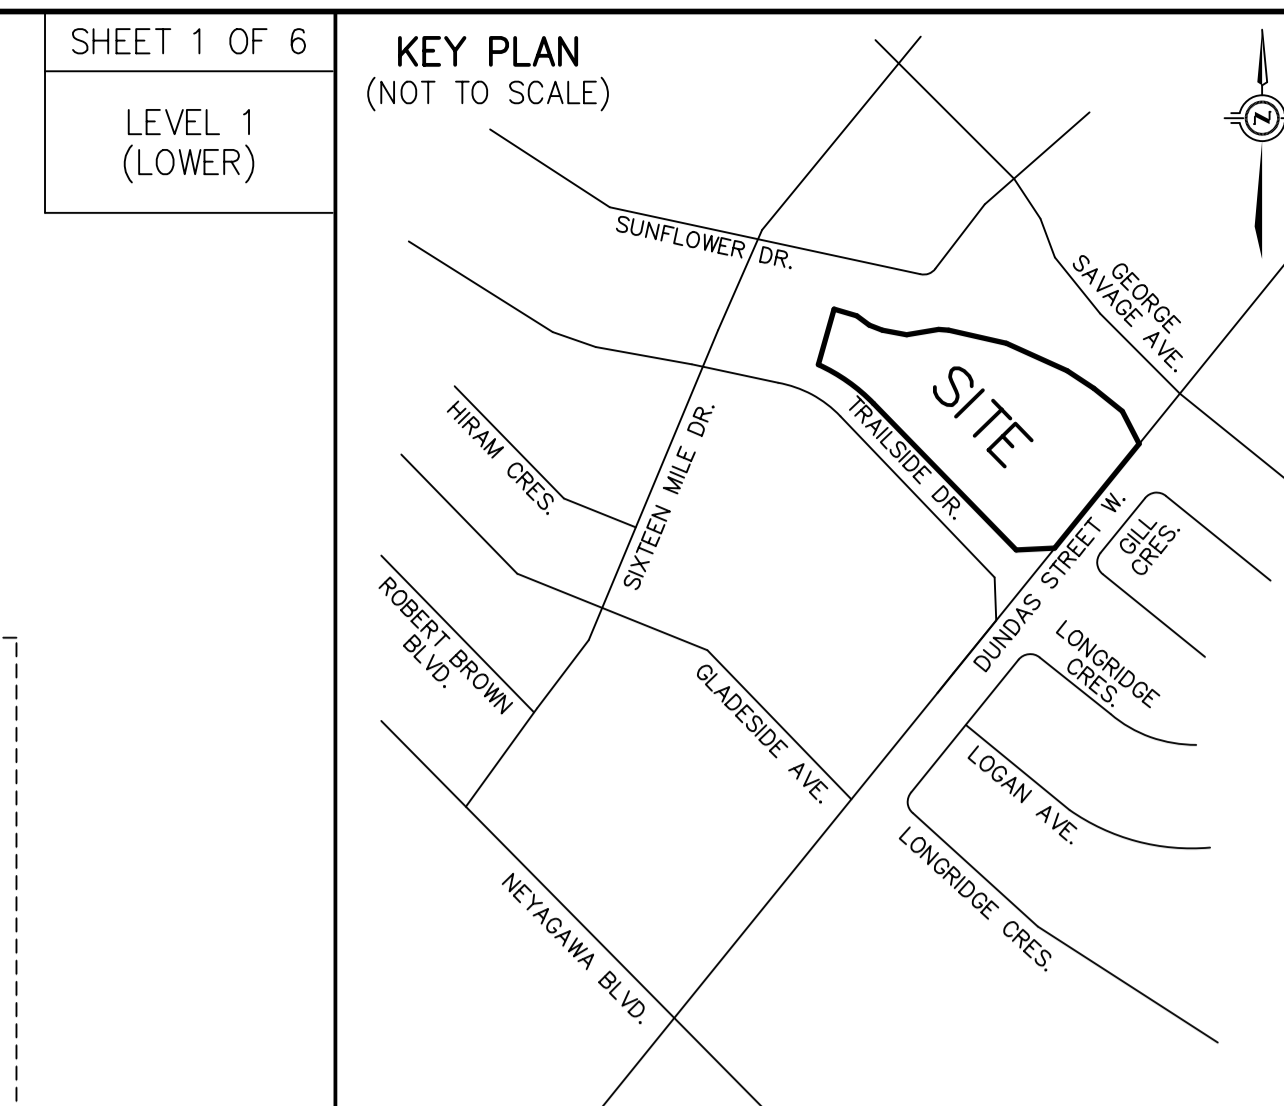 SHEET 1 OF 6
LEVEL 1
(LOWER)
KEY PLAN
(NOT TO SCALE)
N
SUNFLOWER DR.
GEORGE
SAVAGE AVE.
SITE
TRAILSIDE DR.
HIRAM CRES.
SIXTEEN MILE DR.
DUNDAS STREET W.
GILL
CRES.
ROBERT BROWN
BLVD.
LONGRIDGE
CRES.
GLADESIDE AVE.
LOGAN AVE.
LONGRIDGE CRES.
NEYAGAWA BLVD.